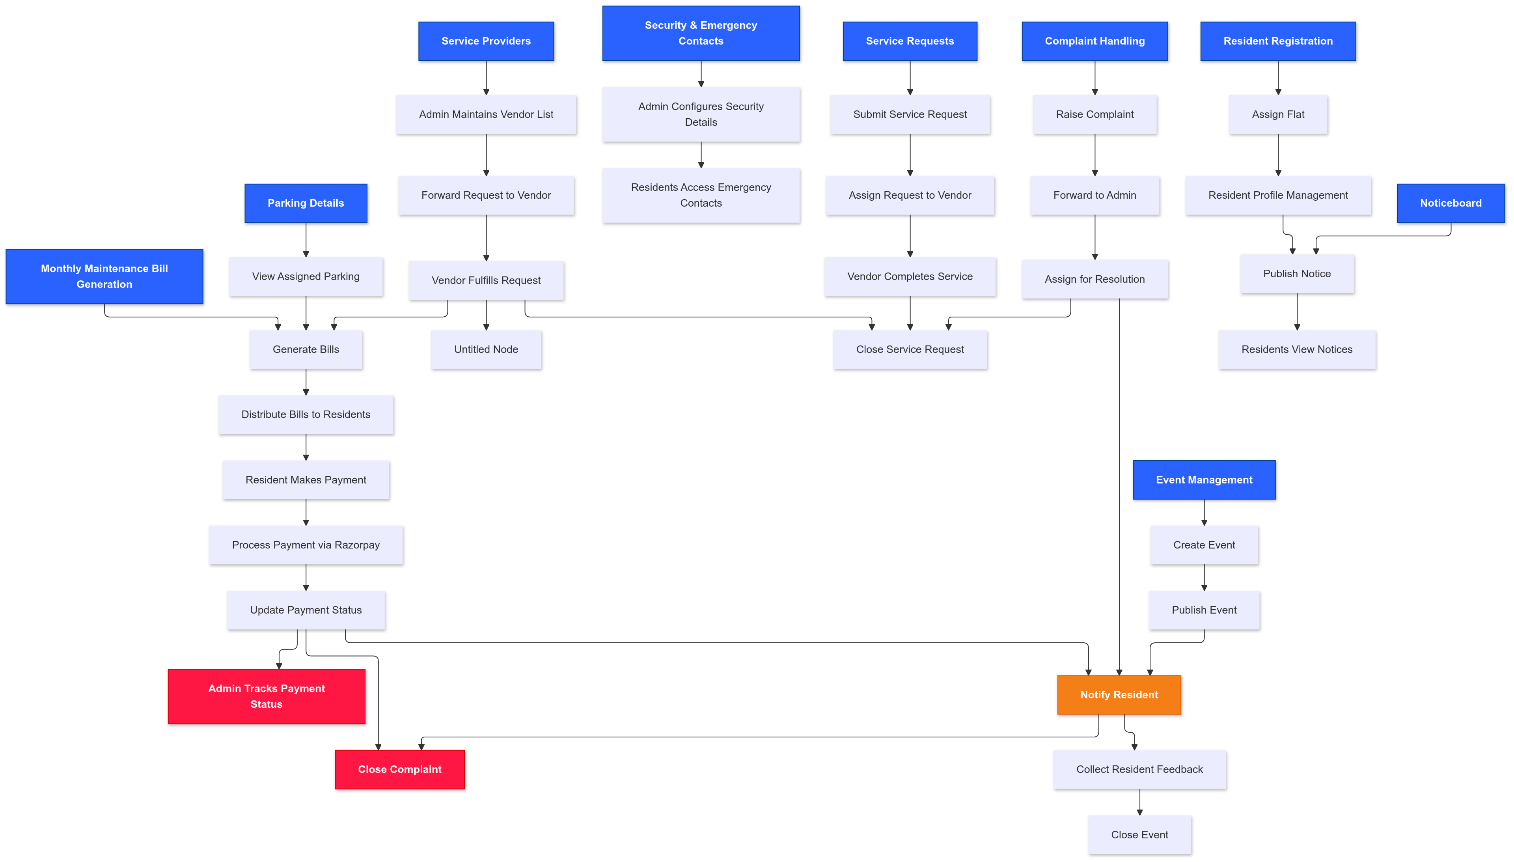 Security & Emergency
Contacts
Service Providers
Service Requests
Complaint Handling
Resident Registration
Admin Maintains Vendor List
Admin Configures Security
Details
Submit Service Request
Raise Complaint
Assign Flat
Parking Details
Forward Request to Vendor
Residents Access Emergency
Contacts
Assign Request to Vendor
Forward to Admin
Resident Profile Management
Noticeboard
Monthly Maintenance Bill
Generation
View Assigned Parking
Vendor Fulfills Request
Vendor Completes Service
Assign for Resolution
Publish Notice
Generate Bills
Untitled Node
Close Service Request
Residents View Notices
Distribute Bills to Residents
Resident Makes Payment
Event Management
Process Payment via Razorpay
Create Event
Update Payment Status
Publish Event
Admin Tracks Payment
Status
Notify Resident
Close Complaint
Collect Resident Feedback
Close Event